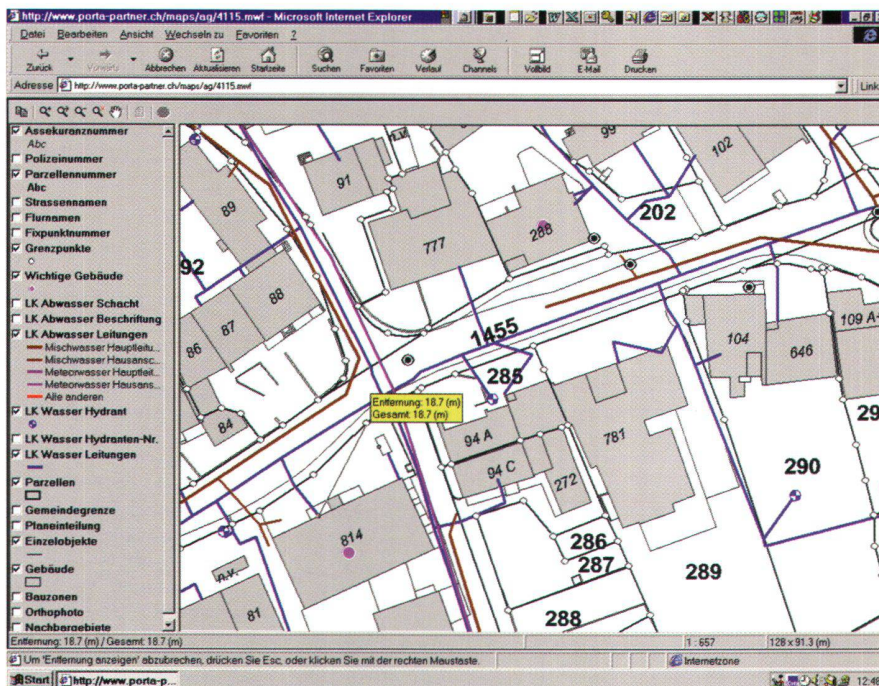 http://www.porta-partner.ch/maps/ag/4115.mwf - Microsoft Internet Explorer
Datei Bearbeiten Ansicht Wechseln zu Favoriten ?
Zurück Vorwärts Abbrechen Aktualisieren Startseite Suchen Favoriten Verlauf Channels Vollbild E-Mail Drucken
Adresse http://www.porta-partner.ch/maps/ag/4115.mwf Link
Assekuranznummer
Abc
Polizeinummer
Parzellennummer
Abc
Strassennamen
Flurnamen
Fixpunktnummer
Grenzpunkte
Wichtige Gebäude
LK Abwasser Schacht
LK Abwasser Beschriftung
LK Abwasser Leitungen
Mischwasser Hauptleitu...
Mischwasser Hausansc...
Meteorwasser Hauptleit...
Meteorwasser Hausans...
Alle anderen
LK Wasser Hydrant
LK Wasser Hydranten-Nr.
LK Wasser Leitungen
Parzellen
Gemeindegrenze
Planeinteilung
Einzelobjekte
Gebäude
Bauzonen
Orthophoto
Nachbargebiete
n.V.
99
102
91
89
288
202
777
92
88
87
86
1455
104
646
109 A
285
Entfernung: 18.7 (m)
Gesamt: 18.7 (m)
84
94 A
781
94 C
272
290
29
814
286
287
289
n.V.
81
288
Entfernung: 18.7 (m) / Gesamt: 18.7 (m) 1 : 657 128 x 91.3 (m)
Um 'Entfernung anzeigen' abzubrechen, drücken Sie Esc, oder klicken Sie mit der rechten Maustaste. Internetzone
Start http://www.porta-p... 12:48